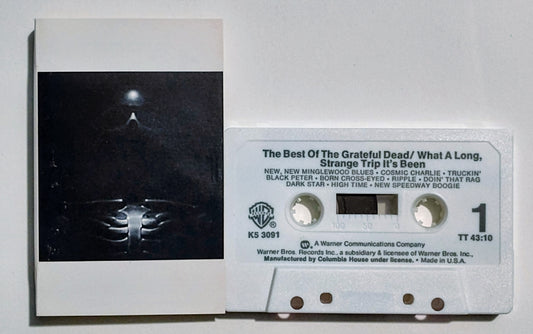 The Best Of The Grateful Dead/ What A Long,
Strange Trip It's Been
NEW, NEW MINGLEWOOD BLUES • COSMIC CHARLIE • TRUCKIN'
BLACK PETER • BORN CROSS-EYED • RIPPLE • DOIN' THAT RAG
DARK STAR • HIGH TIME • NEW SPEEDWAY BOOGIE
KS 3091
100 50 0
1
TT 43:10
A Warner Communications Company
Warner Bros. Records Inc., a subsidiary & licensee of Warner Bros. Inc.,
Manufactured by Columbia House under license. • Made in U.S.A.